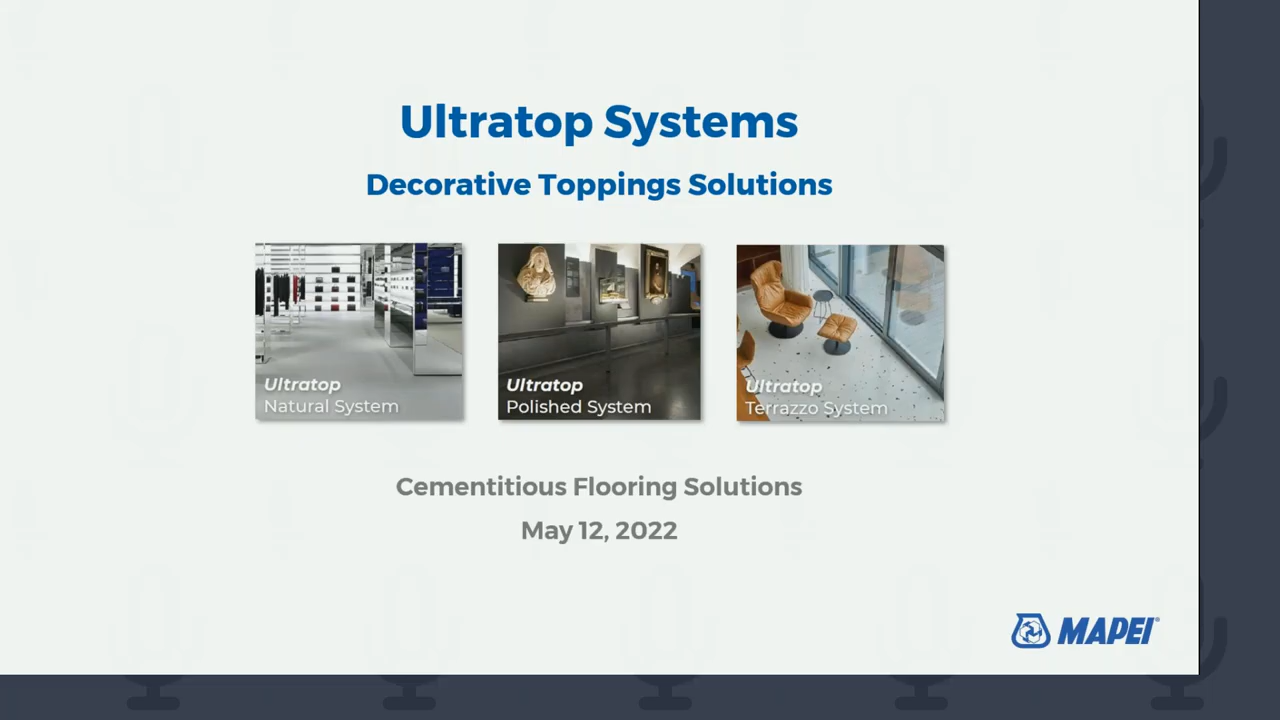 Ultratop Systems
Decorative Toppings Solutions
Ultratop
Natural System
Ultratop
Polished System
Ultratop
Terrazzo System
Cementitious Flooring Solutions
May 12, 2022
MAPEI®